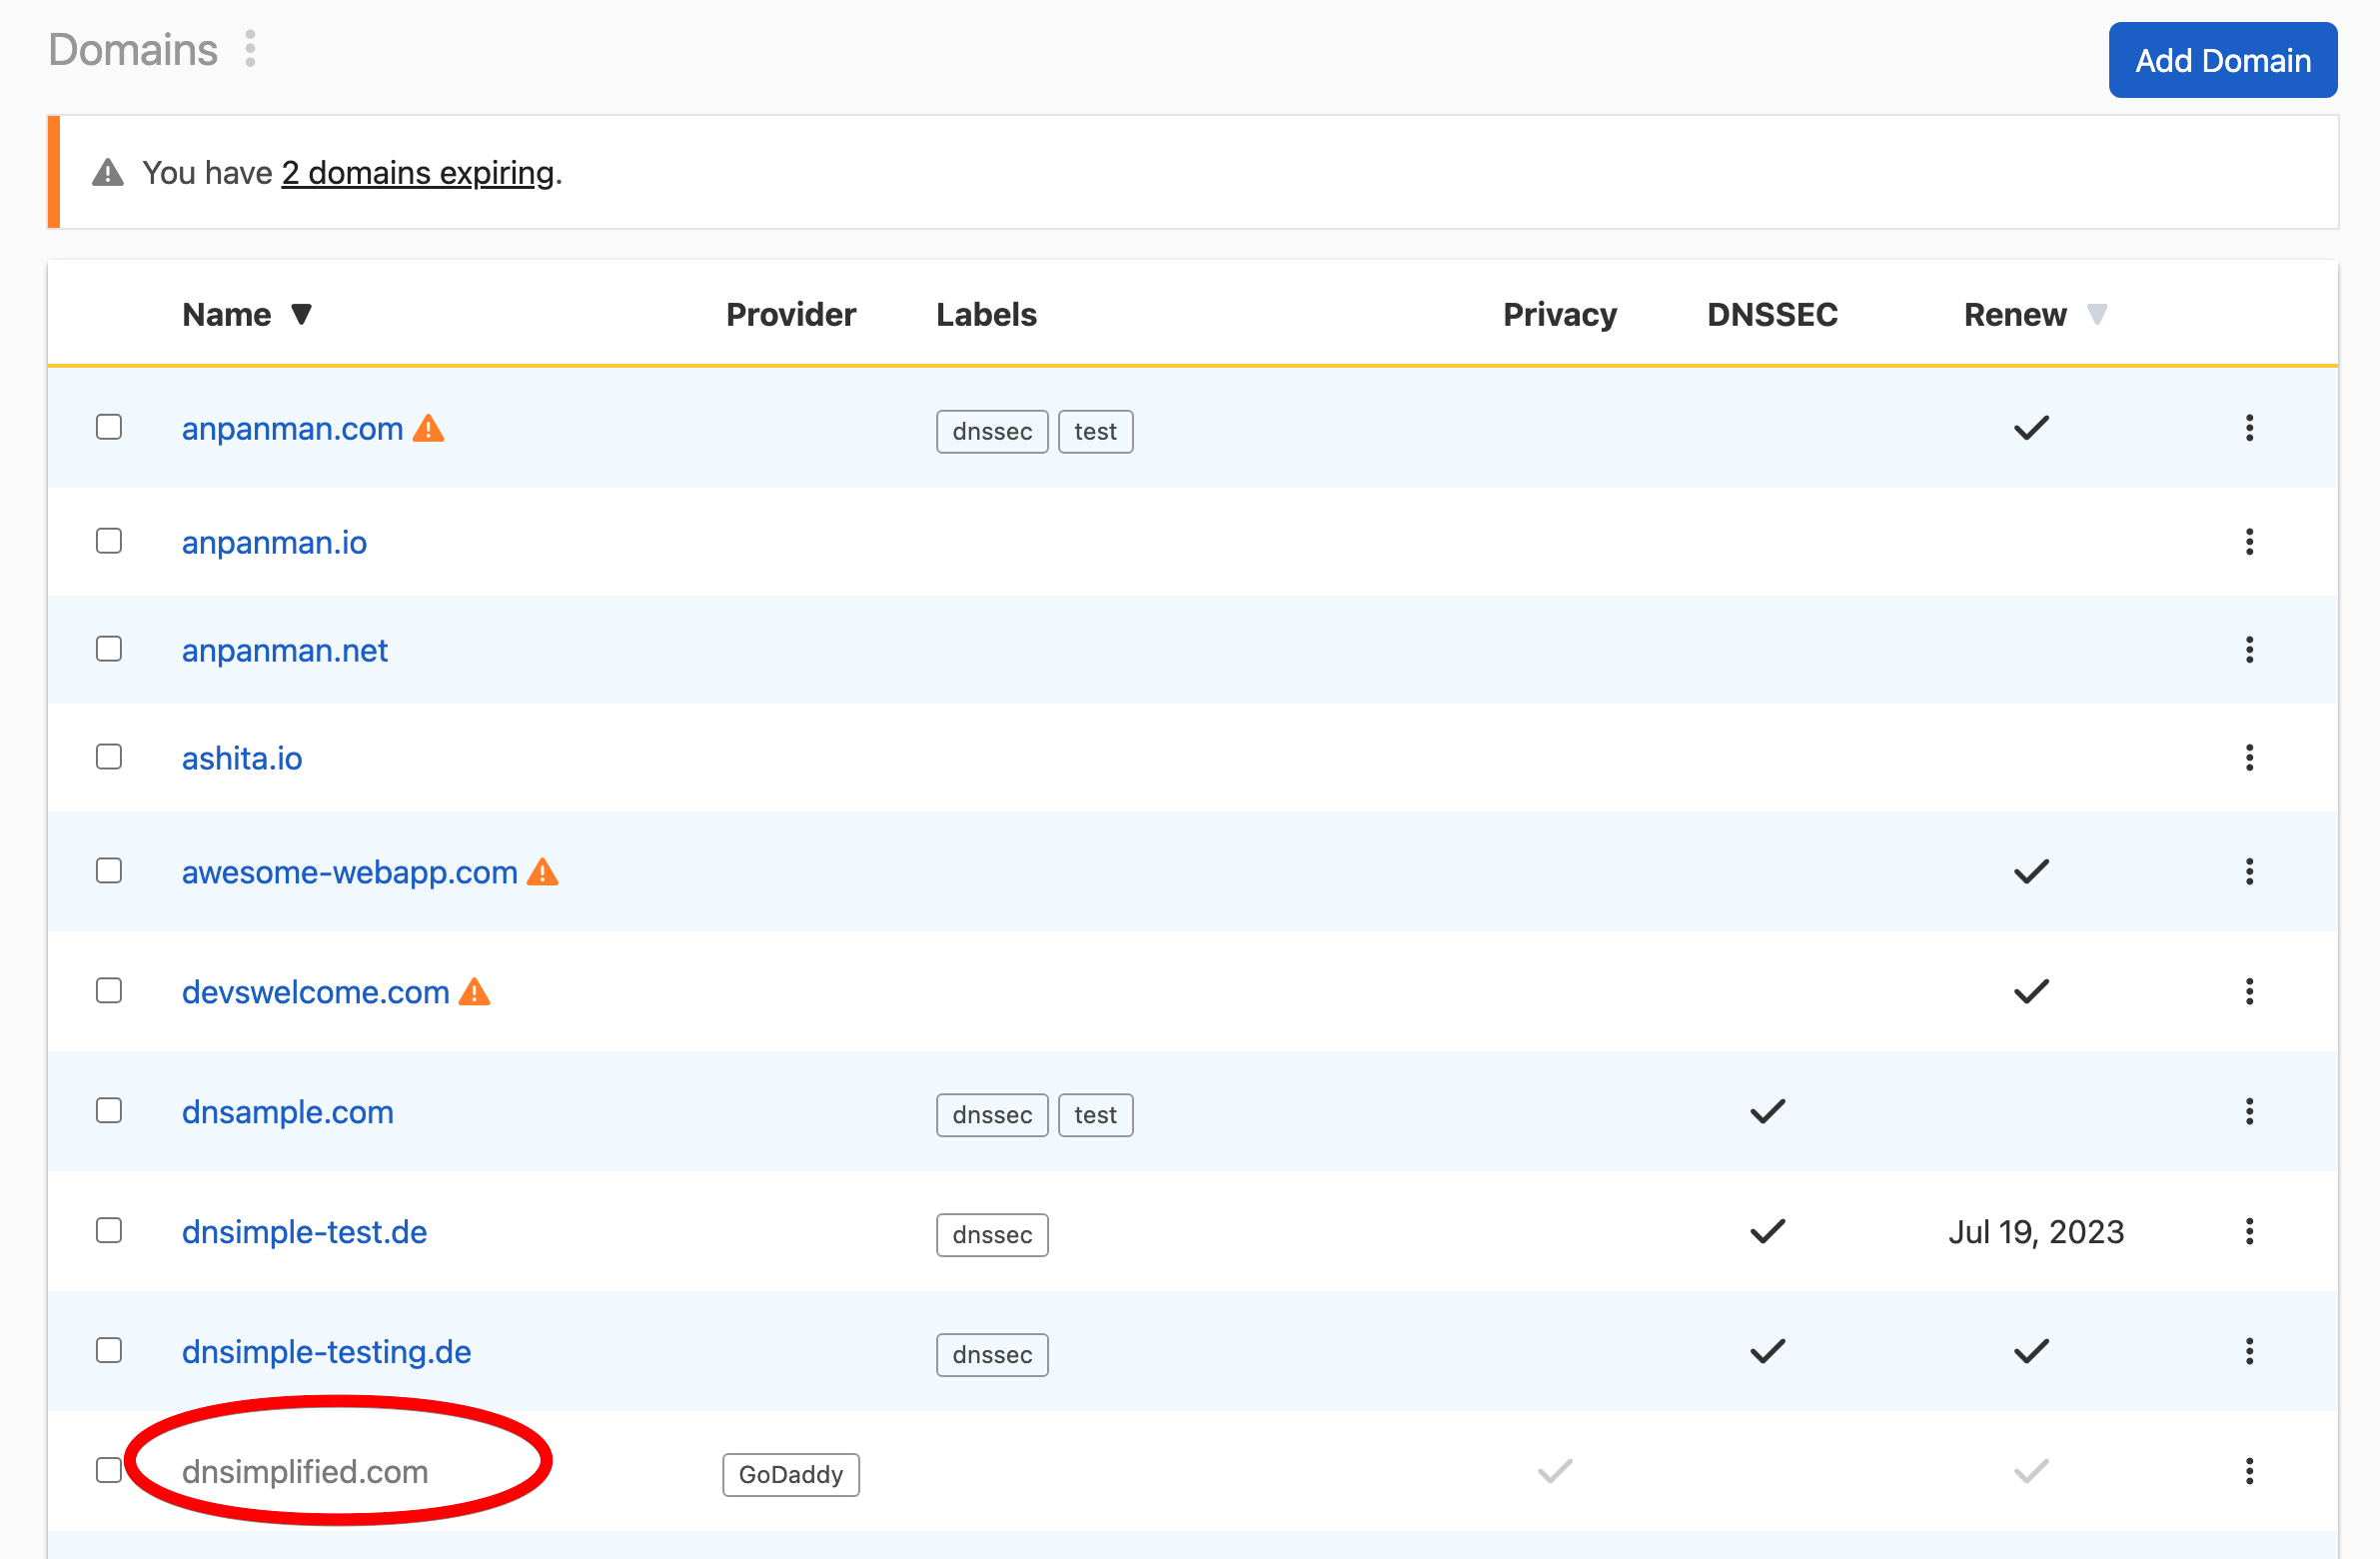 Domains
Add Domain
You have 2 domains expiring.
Name Provider Labels Privacy DNSSEC Renew
anpanman.com dnssec test
anpanman.io
anpanman.net
ashita.io
awesome-webapp.com
devswelcome.com
dnsample.com dnssec test
dnsimple-test.de dnssec Jul 19, 2023
dnsimple-testing.de dnssec
dnsimplified.com GoDaddy